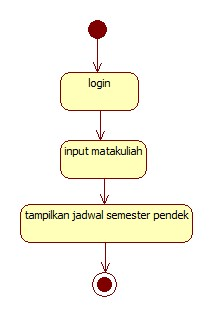 login
input matakuliah
tampilkan jadwal semester pendek